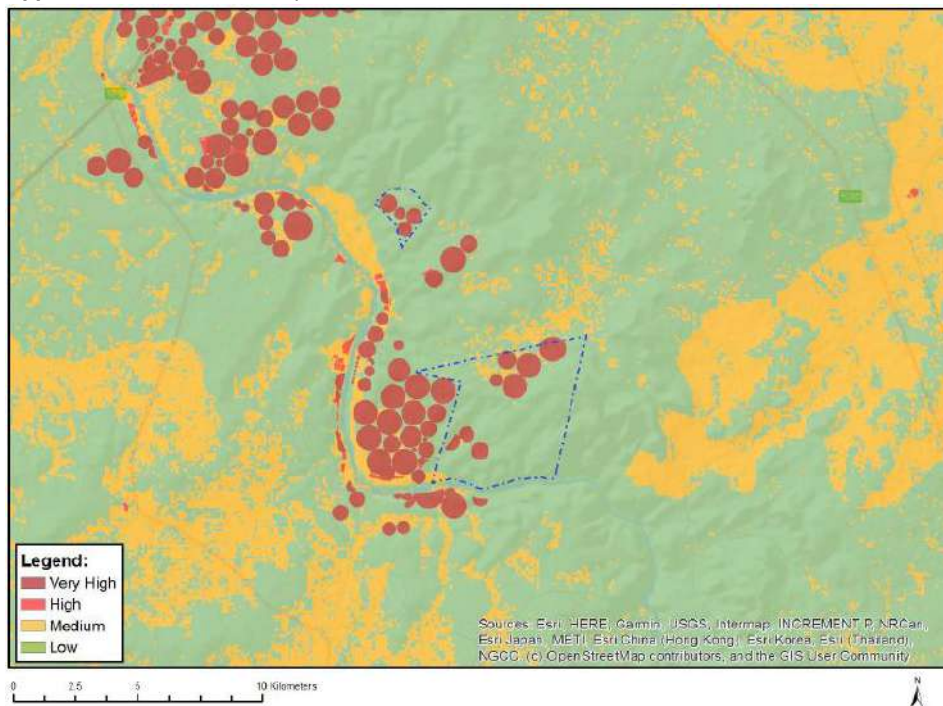 Legend:
Very High
High
Medium
Low
Sources: Esri, HERE, Garmin, USGS, Intermap, INCREMENT P, NRCan,
Esri Japan, METI, Esri China (Hong Kong), Esri Korea, Esri (Thailand),
NGCC, (c) OpenStreetMap contributors, and the GIS User Community
0 2.5 5 10 Kilometers
N